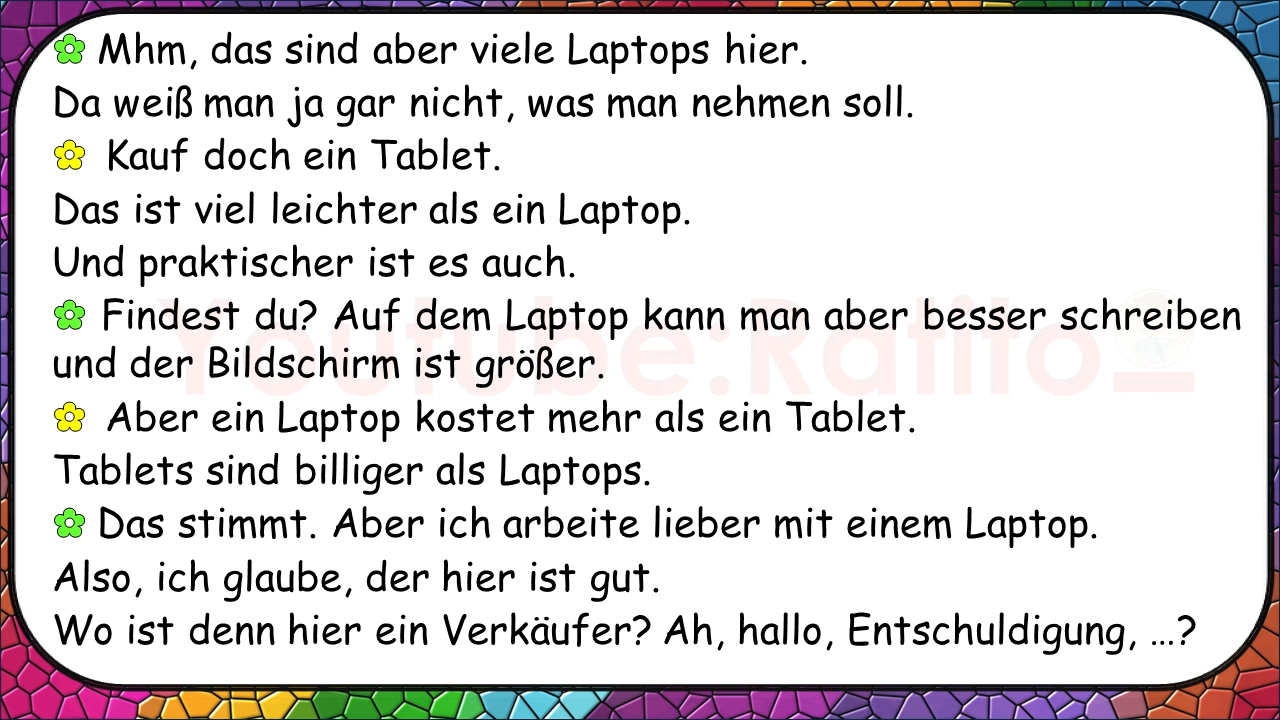 Mhm, das sind aber viele Laptops hier.
Da weiß man ja gar nicht, was man nehmen soll.
Kauf doch ein Tablet.
Das ist viel leichter als ein Laptop.
Und praktischer ist es auch.
Findest du? Auf dem Laptop kann man aber besser schreiben
und der Bildschirm ist größer.
Youtube:Ratito
Aber ein Laptop kostet mehr als ein Tablet.
Tablets sind billiger als Laptops.
Das stimmt. Aber ich arbeite lieber mit einem Laptop.
Also, ich glaube, der hier ist gut.
Wo ist denn hier ein Verkäufer? Ah, hallo, Entschuldigung, …?